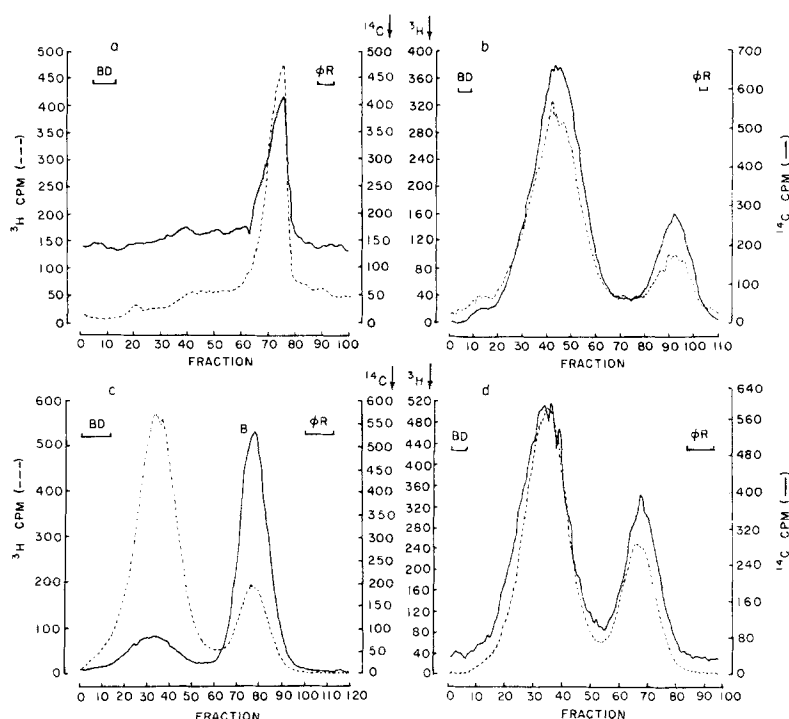 a
¹⁴C ↓
500 450 400 350 300 250 200 150 100 50 0
³H CPM (---)
BD
φR
500 450 400 350 300 250 200 150 100 50 0
0 10 20 30 40 50 60 70 80 90 100
FRACTION
³H ↓
b
400 360 320 280 240 200 160 120 80 40 0
BD
φR
700 600 500 400 300 200 100 0
¹⁴C CPM (—)
0 10 20 30 40 50 60 70 80 90 100 110
FRACTION
c
¹⁴C ↓
600 500 400 300 200 100 0
³H CPM (---)
BD
B
φR
600 550 500 450 400 350 300 250 200 150 100 50 0
0 10 20 30 40 50 60 70 80 90 100 110 120
FRACTION
³H ↓
d
520 480 440 400 360 320 280 240 200 160 120 80 40 0
BD
φR
640 560 480 400 320 240 160 80 0
¹⁴C CPM (—)
0 10 20 30 40 50 60 70 80 90 100
FRACTION